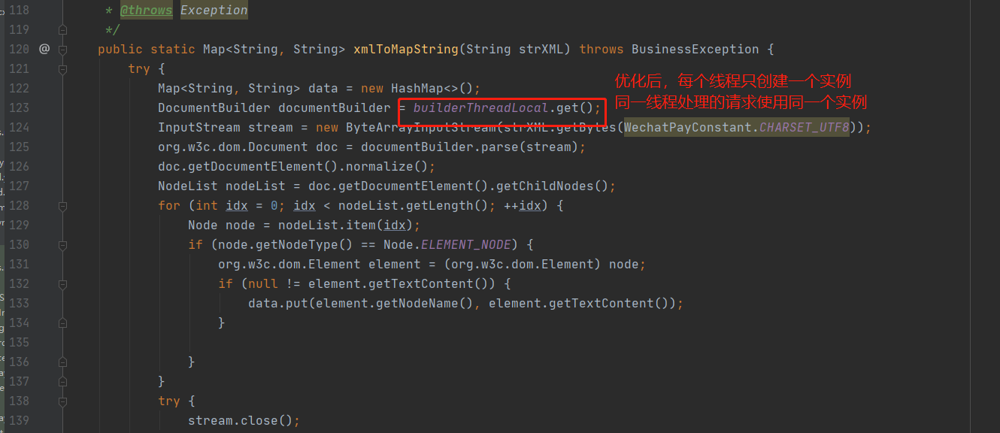 118 * @throws Exception
119 */
120 @ public static Map<String, String> xmlToMapString(String strXML) throws BusinessException {
121 try {
优化后，每个线程只创建一个实例
122 Map<String, String> data = new HashMap<>();
同一线程处理的请求使用同一个实例
123 DocumentBuilder documentBuilder = builderThreadLocal.get();
124 InputStream stream = new ByteArrayInputStream(strXML.getBytes(WechatPayConstant.CHARSET_UTF8));
125 org.w3c.dom.Document doc = documentBuilder.parse(stream);
126 doc.getDocumentElement().normalize();
127 NodeList nodeList = doc.getDocumentElement().getChildNodes();
128 for (int idx = 0; idx < nodeList.getLength(); ++idx) {
129 Node node = nodeList.item(idx);
130 if (node.getNodeType() == Node.ELEMENT_NODE) {
131 org.w3c.dom.Element element = (org.w3c.dom.Element) node;
132 if (null != element.getTextContent()) {
133 data.put(element.getNodeName(), element.getTextContent());
134 }
135
136 }
137 }
138 try {
139 stream.close();